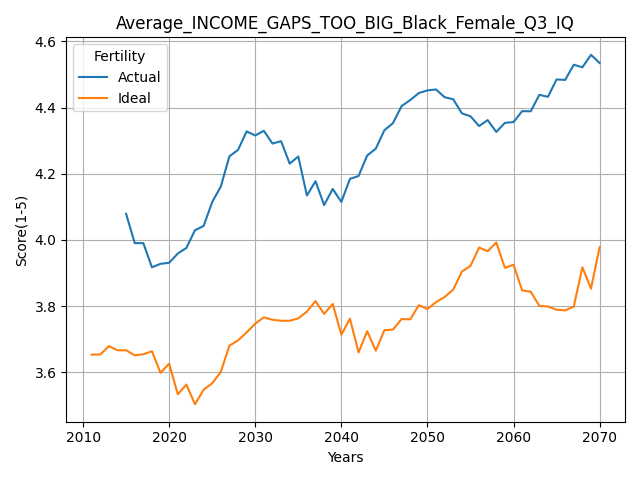 Average_INCOME_GAPS_TOO_BIG_Black_Female_Q3_IQ
Fertility
Actual
Ideal
Score(1-5)
4.6
4.4
4.2
4.0
3.8
3.6
2010 2020 2030 2040 2050 2060 2070
Years